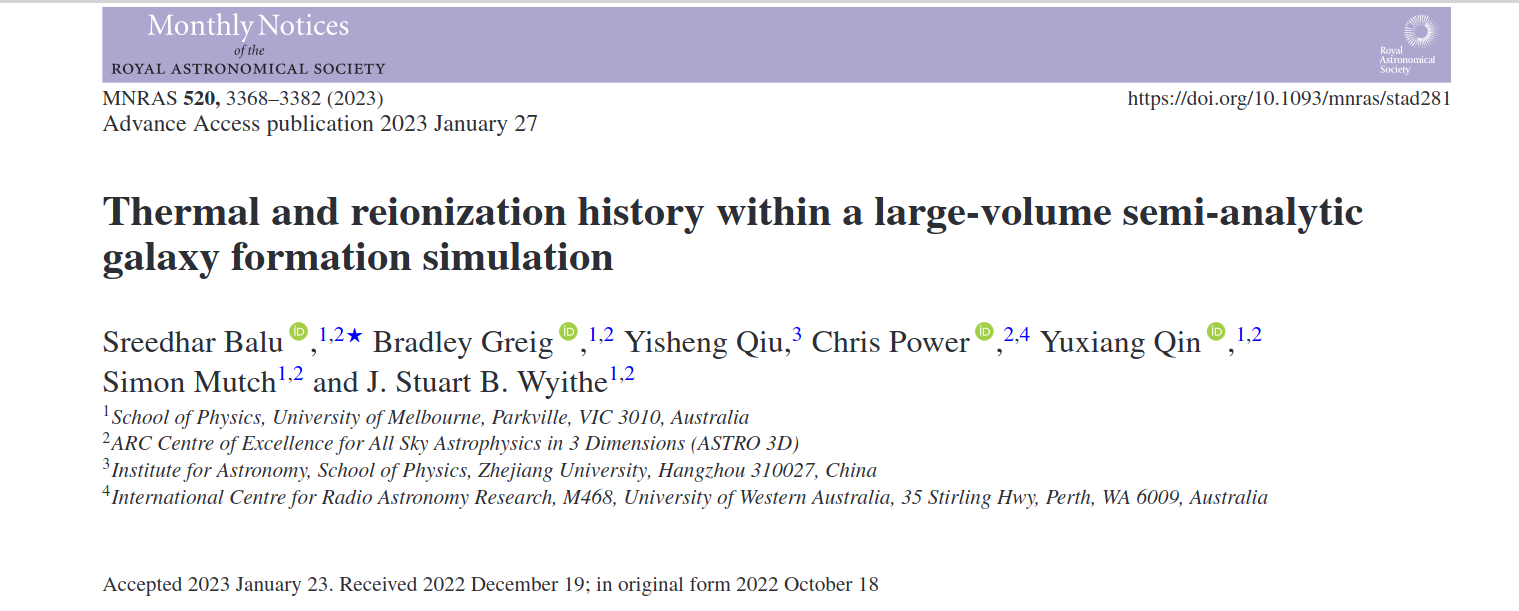 Monthly Notices
of the
ROYAL ASTRONOMICAL SOCIETY
Royal
Astronomical
Society
MNRAS 520, 3368–3382 (2023)
https://doi.org/10.1093/mnras/stad281
Advance Access publication 2023 January 27
Thermal and reionization history within a large-volume semi-analytic
galaxy formation simulation
Sreedhar Balu iD,1,2★ Bradley Greig iD,1,2 Yisheng Qiu,3 Chris Power iD,2,4 Yuxiang Qin iD,1,2
Simon Mutch1,2 and J. Stuart B. Wyithe1,2
1School of Physics, University of Melbourne, Parkville, VIC 3010, Australia
2ARC Centre of Excellence for All Sky Astrophysics in 3 Dimensions (ASTRO 3D)
3Institute for Astronomy, School of Physics, Zhejiang University, Hangzhou 310027, China
4International Centre for Radio Astronomy Research, M468, University of Western Australia, 35 Stirling Hwy, Perth, WA 6009, Australia
Accepted 2023 January 23. Received 2022 December 19; in original form 2022 October 18